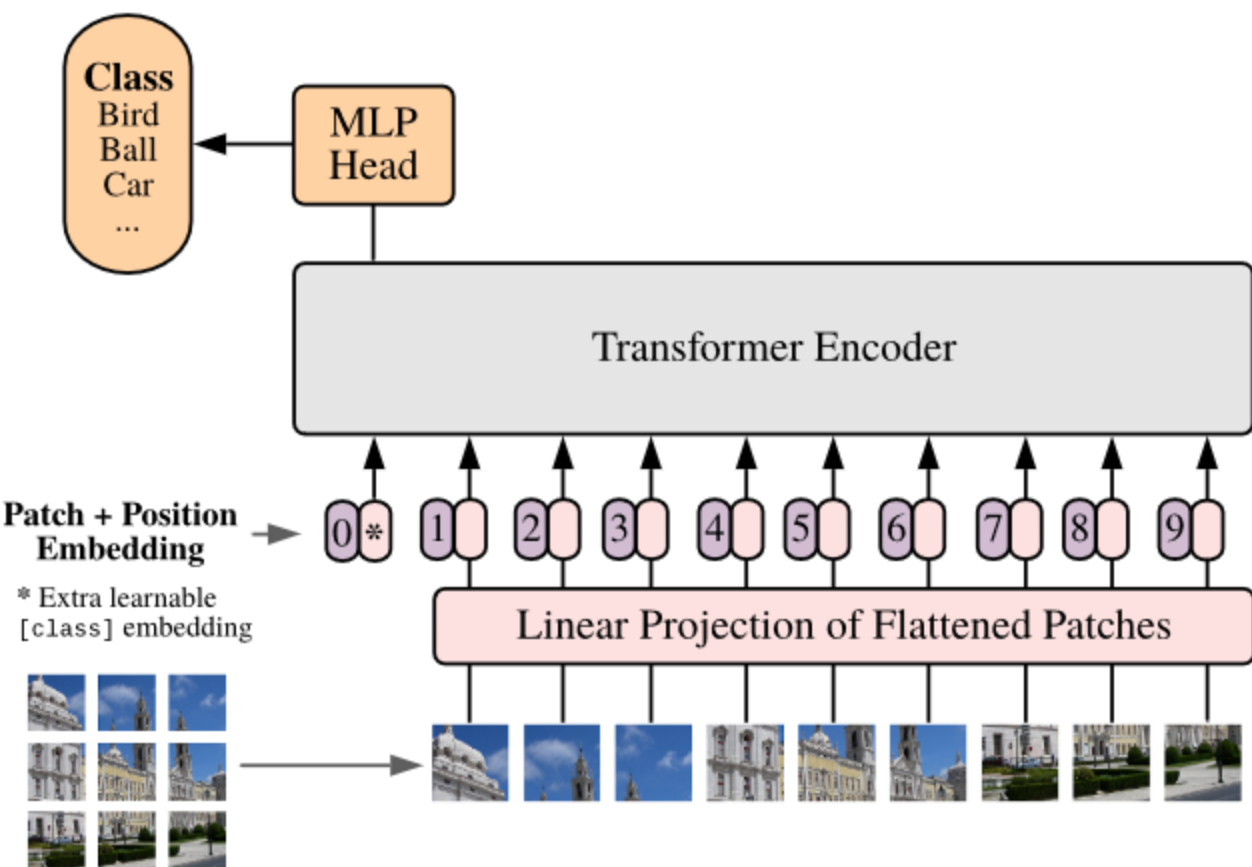 Class
Bird
Ball
Car
...
MLP
Head
Transformer Encoder
Patch + Position
Embedding
0 * 1 2 3 4 5 6 7 8 9
* Extra learnable
[class] embedding
Linear Projection of Flattened Patches